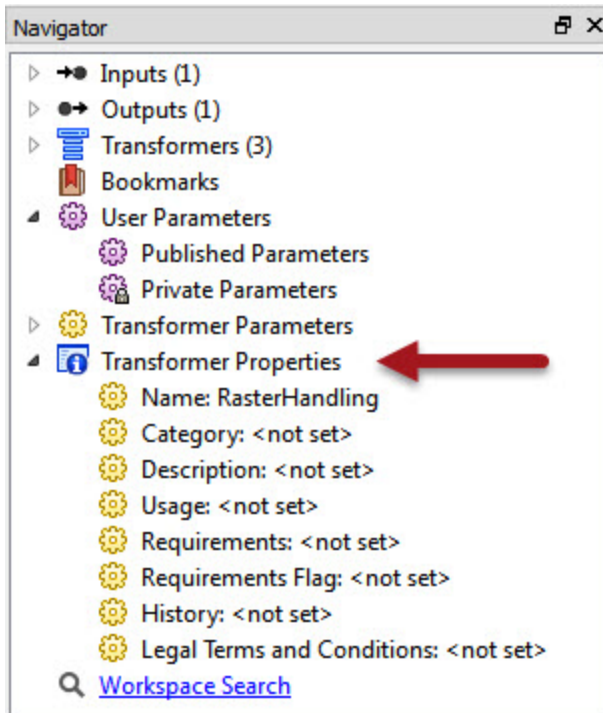 Navigator
Inputs (1)
Outputs (1)
Transformers (3)
Bookmarks
User Parameters
Published Parameters
Private Parameters
Transformer Parameters
Transformer Properties
Name: RasterHandling
Category: <not set>
Description: <not set>
Usage: <not set>
Requirements: <not set>
Requirements Flag: <not set>
History: <not set>
Legal Terms and Conditions: <not set>
Workspace Search